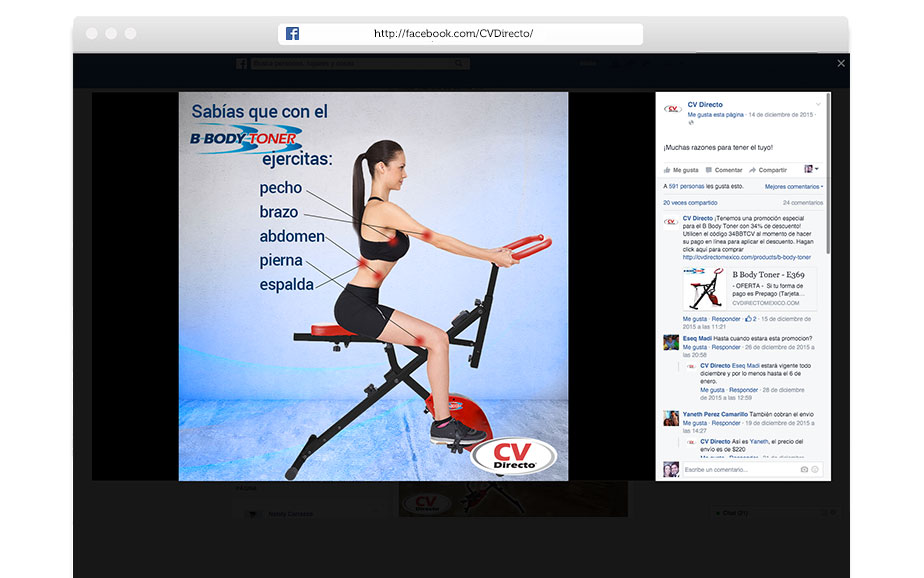 http://facebook.com/CVDirecto/
Busca personas, lugares y cosas
Sabías que con el
B·BODY TONER
ejercitas:
pecho
brazo
abdomen
pierna
espalda
CV
Directo
CV Directo
Me gusta esta página · 14 de diciembre de 2015 ·
¡Muchas razones para tener el tuyo!
Me gusta Comentar Compartir
A 591 personas les gusta esto. Mejores comentarios
20 veces compartido 24 comentarios
CV Directo ¡Tenemos una promoción especial
para el B Body Toner con 34% de descuento!
Utilicen el código 34BBTCV al momento de hacer
su pago en línea para aplicar el descuento. Hagan
click aquí para comprar
http://cvdirectomexico.com/products/b-body-toner
B Body Toner - E369
- OFERTA - Si tu forma de
pago es Prepago (Tarjeta...
CVDIRECTOMEXICO.COM
Me gusta · Responder · 2 · 15 de diciembre de
2015 a las 11:21
Eseq Madi Hasta cuando estara esta promocion?
Me gusta · Responder · 26 de diciembre de 2015 a
las 20:58
CV Directo Eseq Madi estará vigente todo
diciembre y por lo menos hasta el 6 de
enero.
Me gusta · Responder · 28 de diciembre
de 2015 a las 12:59
Yaneth Perez Camarillo También cobran el envio
Me gusta · Responder · 19 de diciembre de 2015 a
las 14:27
CV Directo Así es Yaneth, el precio del
envío es de $220
Escribe un comentario...
CV
Directo